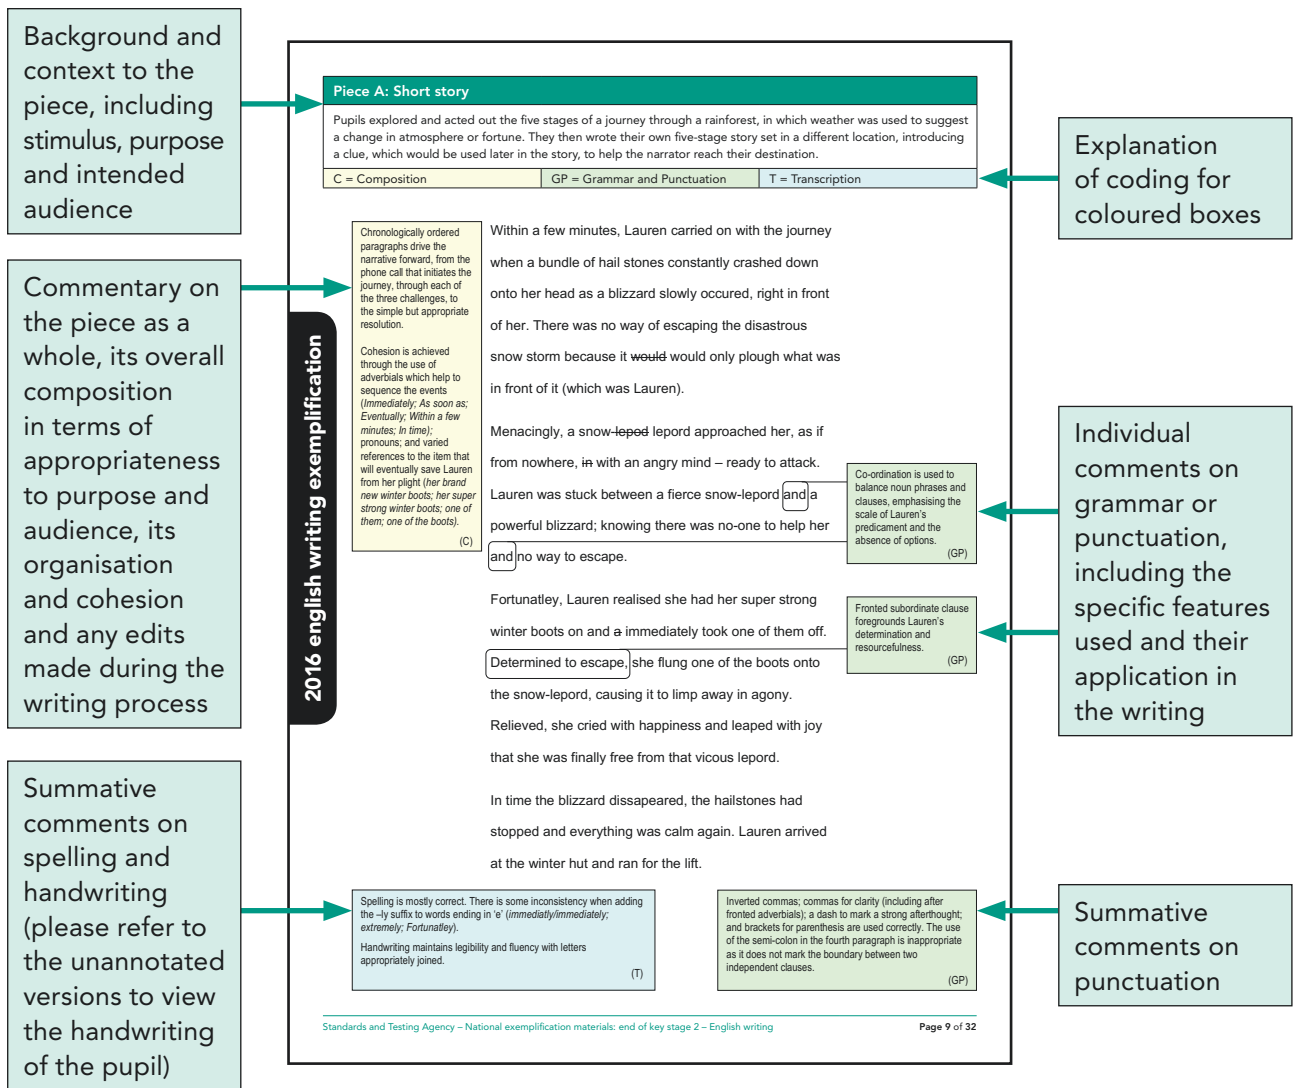 Background and
context to the
piece, including
stimulus, purpose
and intended
audience
Commentary on
the piece as a
whole, its overall
composition
in terms of
appropriateness
to purpose and
audience, its
organisation
and cohesion
and any edits
made during the
writing process
Summative
comments on
spelling and
handwriting
(please refer to
the unannotated
versions to view
the handwriting
of the pupil)
2016 english writing exemplification
Piece A: Short story
Pupils explored and acted out the five stages of a journey through a rainforest, in which weather was used to suggest
a change in atmosphere or fortune. They then wrote their own five-stage story set in a different location, introducing
a clue, which would be used later in the story, to help the narrator reach their destination.
C = Composition
GP = Grammar and Punctuation
T = Transcription
Chronologically ordered
paragraphs drive the
narrative forward, from the
phone call that initiates the
journey, through each of
the three challenges, to
the simple but appropriate
resolution.
Cohesion is achieved
through the use of
adverbials which help to
sequence the events
(Immediately; As soon as;
Eventually; Within a few
minutes; In time);
pronouns; and varied
references to the item that
will eventually save Lauren
from her plight (her brand
new winter boots; her super
strong winter boots; one of
them; one of the boots).
(C)
Within a few minutes, Lauren carried on with the journey
when a bundle of hail stones constantly crashed down
onto her head as a blizzard slowly occured, right in front
of her. There was no way of escaping the disastrous
snow storm because it would would only plough what was
in front of it (which was Lauren).
Menacingly, a snow-lepod lepord approached her, as if
from nowhere, in with an angry mind – ready to attack.
Lauren was stuck between a fierce snow-lepord and a
powerful blizzard; knowing there was no-one to help her
and no way to escape.
Fortunatley, Lauren realised she had her super strong
winter boots on and a immediately took one of them off.
Determined to escape, she flung one of the boots onto
the snow-lepord, causing it to limp away in agony.
Relieved, she cried with happiness and leaped with joy
that she was finally free from that vicous lepord.
In time the blizzard dissapeared, the hailstones had
stopped and everything was calm again. Lauren arrived
at the winter hut and ran for the lift.
Co-ordination is used to
balance noun phrases and
clauses, emphasising the
scale of Lauren's
predicament and the
absence of options.
(GP)
Fronted subordinate clause
foregrounds Lauren's
determination and
resourcefulness.
(GP)
Spelling is mostly correct. There is some inconsistency when adding
the –ly suffix to words ending in 'e' (immediatly/immediately;
extremely; Fortunatley).
Handwriting maintains legibility and fluency with letters
appropriately joined.
(T)
Inverted commas; commas for clarity (including after
fronted adverbials); a dash to mark a strong afterthought;
and brackets for parenthesis are used correctly. The use
of the semi-colon in the fourth paragraph is inappropriate
as it does not mark the boundary between two
independent clauses.
(GP)
Standards and Testing Agency – National exemplification materials: end of key stage 2 – English writing
Page 9 of 32
Explanation
of coding for
coloured boxes
Individual
comments on
grammar or
punctuation,
including the
specific features
used and their
application in
the writing
Summative
comments on
punctuation